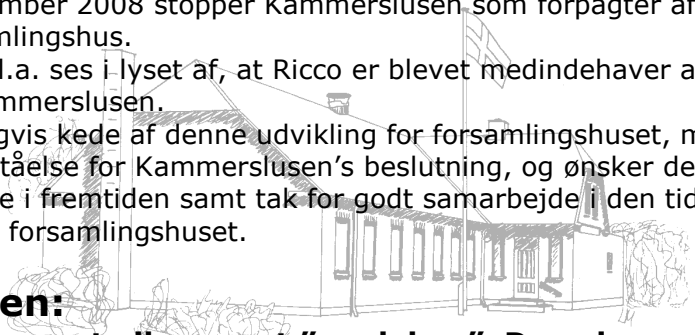 mber 2008 stopper Kammerslusen som forpagter af
mlingshus.
l.a. ses i lyset af, at Ricco er blevet medindehaver a
mmerslusen.
gvis kede af denne udvikling for forsamlingshuset, m
tåelse for Kammerslusen's beslutning, og ønsker de
e i fremtiden samt tak for godt samarbejde i den tid
forsamlingshuset.
en: